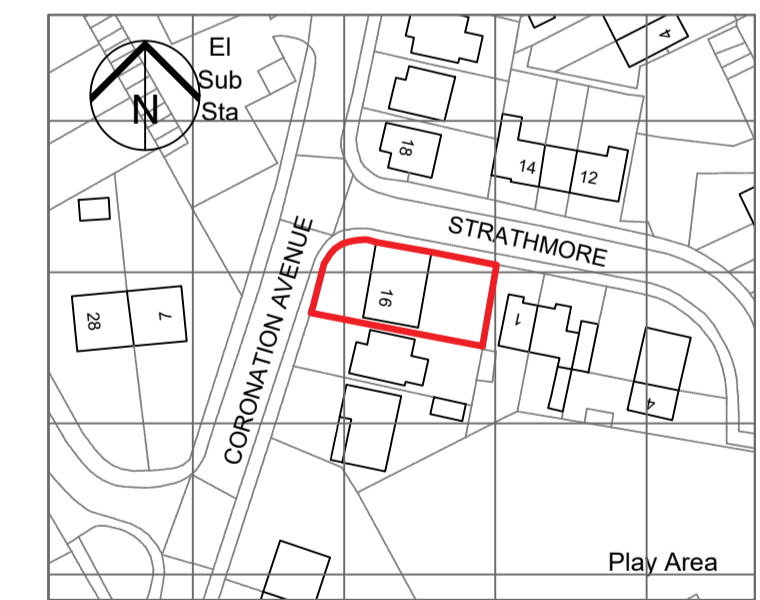 El
Sub
Sta
N
4
18
14
12
STRATHMORE
CORONATION AVENUE
16
1
28
7
4
Play Area